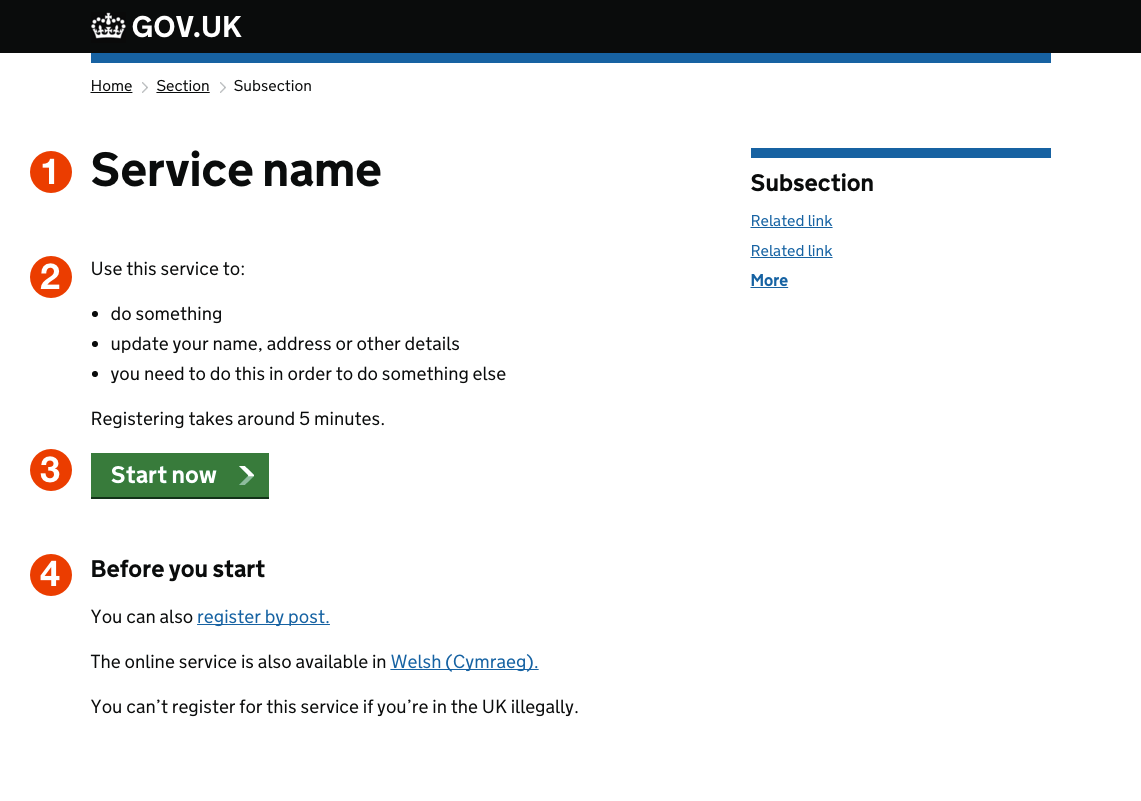 GOV.UK
Home > Section > Subsection
1 Service name
2 Use this service to:
• do something
• update your name, address or other details
• you need to do this in order to do something else
Registering takes around 5 minutes.
3 Start now
4 Before you start
You can also register by post.
The online service is also available in Welsh (Cymraeg).
You can’t register for this service if you’re in the UK illegally.
Subsection
Related link
Related link
More